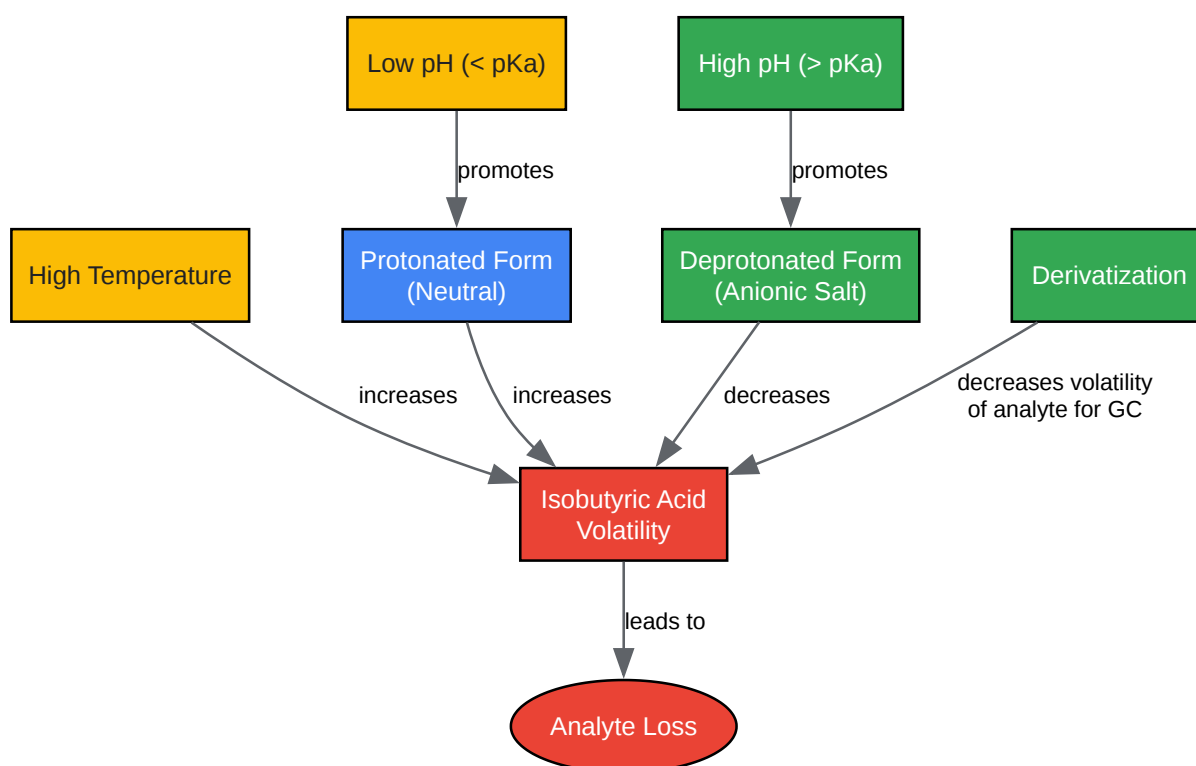 Low pH (< pKa)
High pH (> pKa)
promotes
promotes
High Temperature
Protonated Form
(Neutral)
Deprotonated Form
(Anionic Salt)
Derivatization
increases
increases
decreases
decreases volatility
of analyte for GC
Isobutyric Acid
Volatility
leads to
Analyte Loss